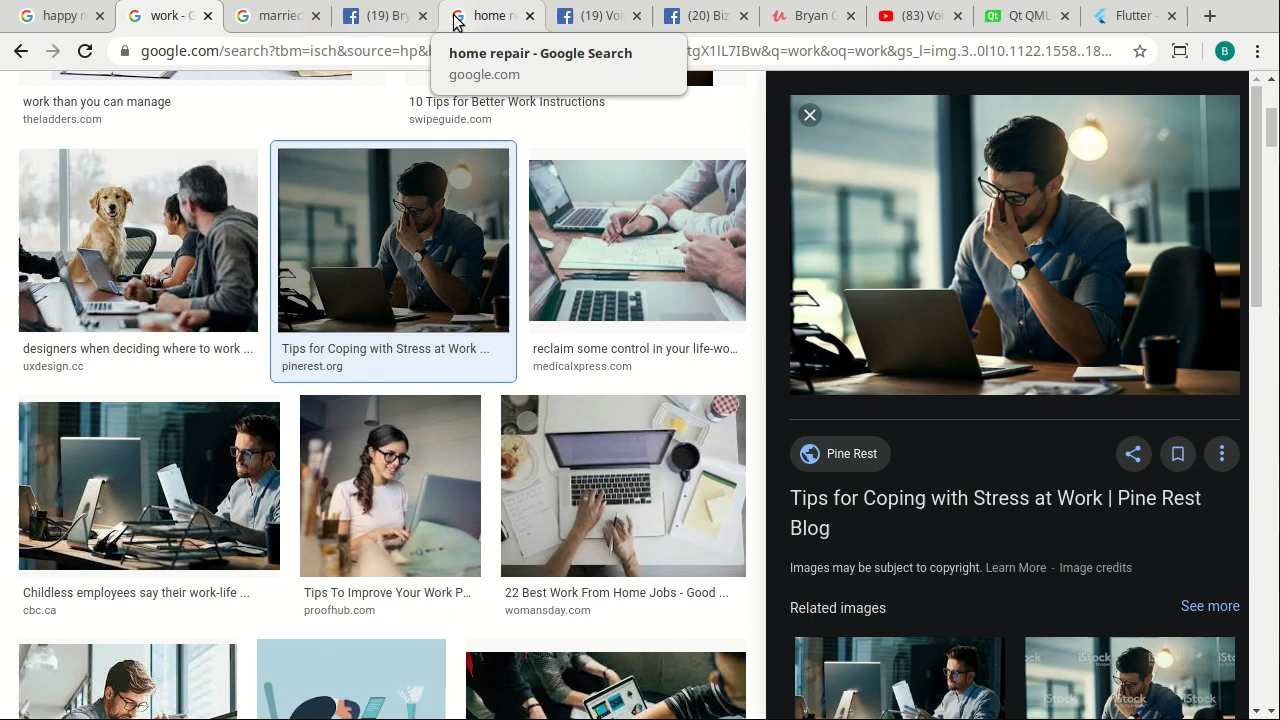 happy n
work - G
marriec
(19) Bry
home re
(19) Voi
(20) Biz
Bryan
(83) Vo
Qt QML
Flutter -
google.com/search?tbm=isch&source=hp&
tgX1lL7IBw&q=work&oq=work&gs_l=img.3..0l10.1122.1558..18...
B
home repair - Google Search
google.com
work than you can manage
theladders.com
10 Tips for Better Work Instructions
swipeguide.com
designers when deciding where to work ...
uxdesign.cc
Tips for Coping with Stress at Work ...
pinerest.org
reclaim some control in your life-wo...
medicalxpress.com
Childless employees say their work-life ...
cbc.ca
Tips To Improve Your Work P...
proofhub.com
22 Best Work From Home Jobs - Good ...
womansday.com
Pine Rest
Tips for Coping with Stress at Work | Pine Rest
Blog
Images may be subject to copyright. Learn More - Image credits
Related images
See more
iStock
iStock
iStock